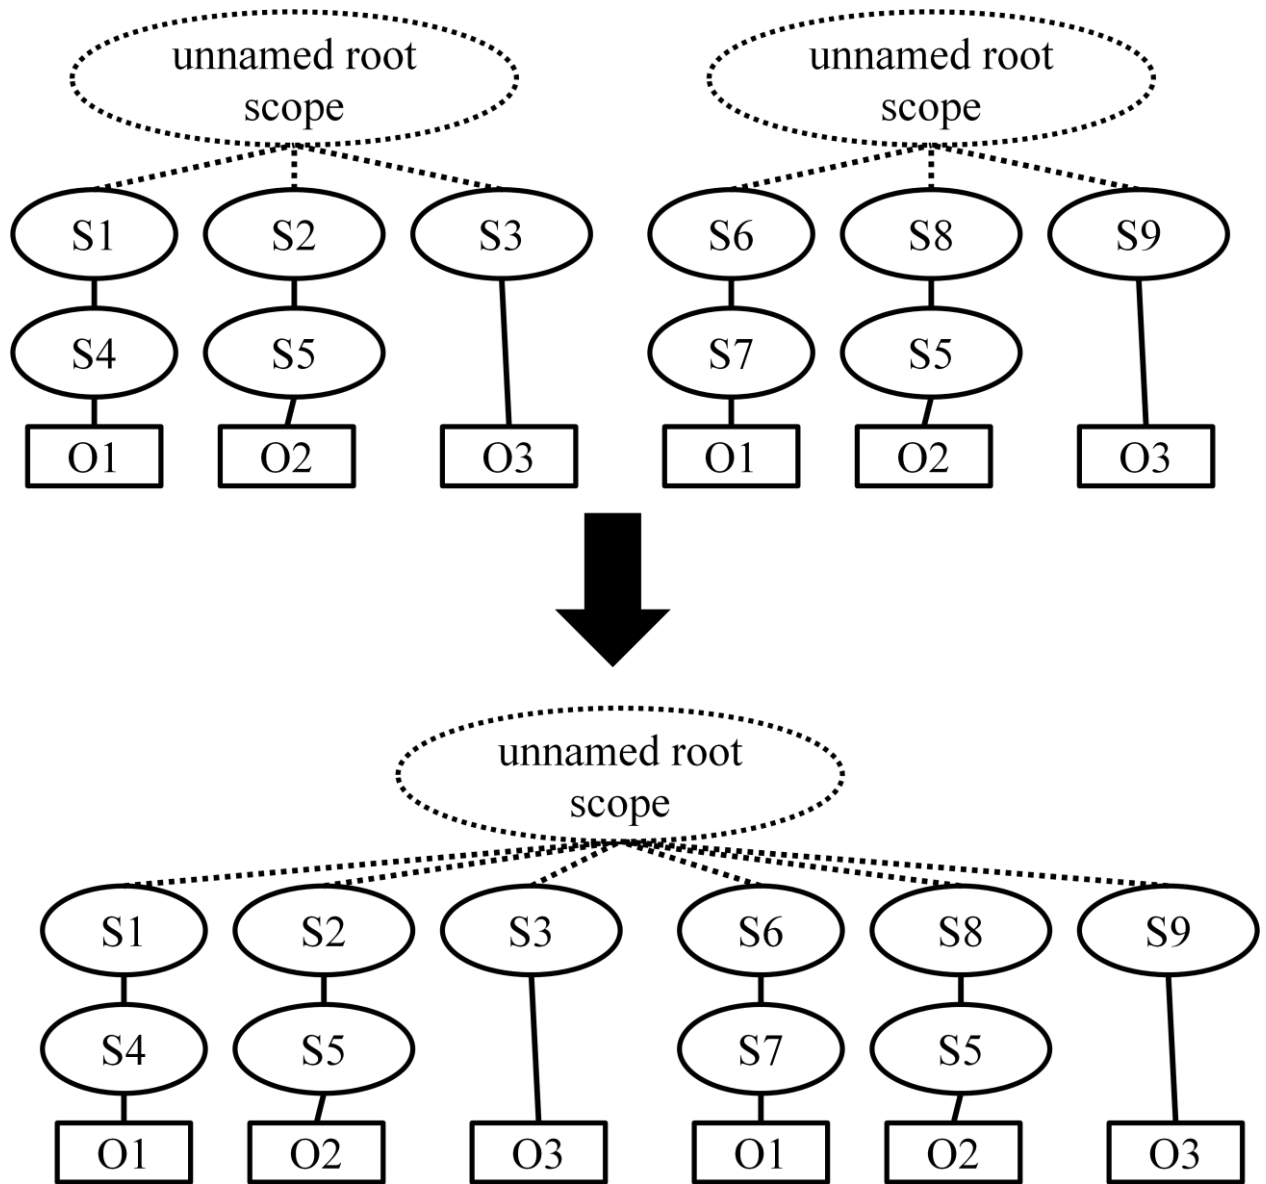 unnamed root
scope
unnamed root
scope
S1 S2 S3 S6 S8 S9
S4 S5 S7 S5
O1 O2 O3 O1 O2 O3
unnamed root
scope
S1 S2 S3 S6 S8 S9
S4 S5 S7 S5
O1 O2 O3 O1 O2 O3